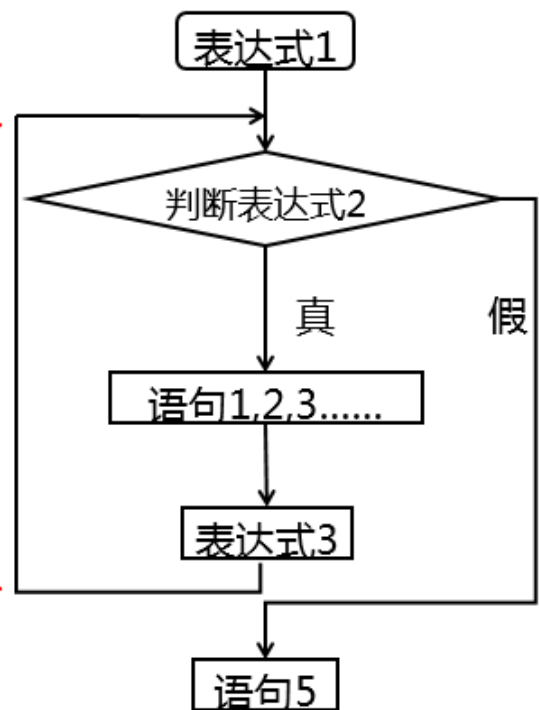 表达式1
判断表达式2
真
假
语句1,2,3……
表达式3
语句5